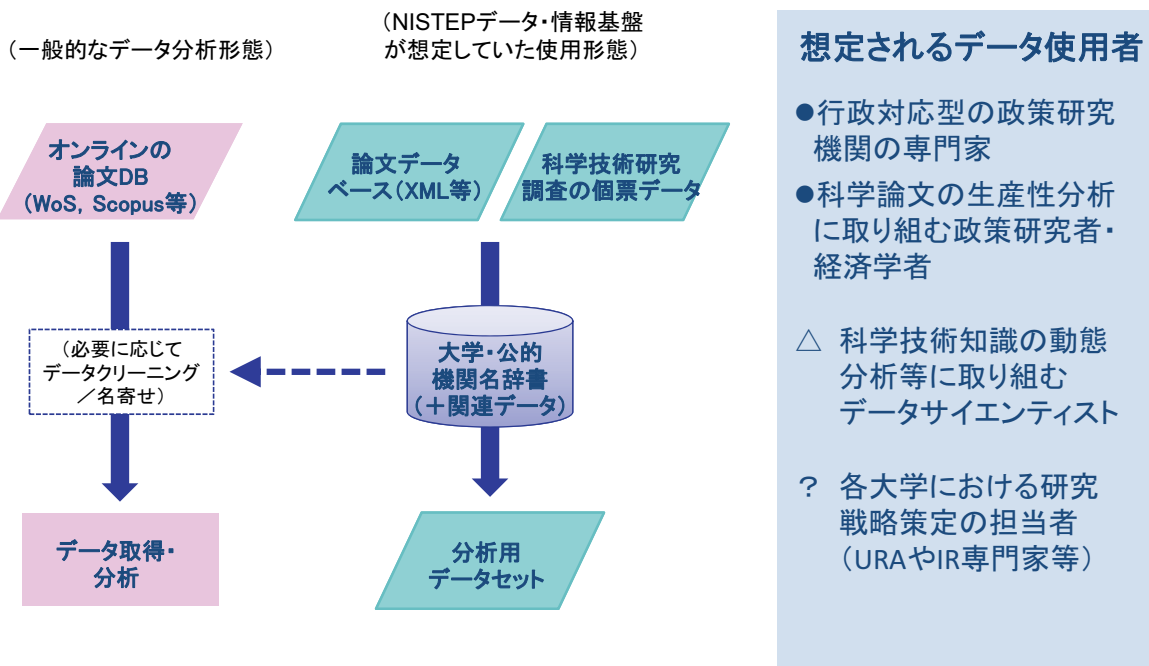 (一般的なデータ分析形態)
(NISTEPデータ・情報基盤
が想定していた使用形態)
オンラインの
論文DB
(WoS, Scopus等)
論文データ
ベース(XML等)
科学技術研究
調査の個票データ
(必要に応じて
データクリーニング
/名寄せ)
大学・公的
機関名辞書
(+関連データ)
データ取得・
分析
分析用
データセット
想定されるデータ使用者
●行政対応型の政策研究
機関の専門家
●科学論文の生産性分析
に取り組む政策研究者・
経済学者
△ 科学技術知識の動態
分析等に取り組む
データサイエンティスト
? 各大学における研究
戦略策定の担当者
(URAやIR専門家等)